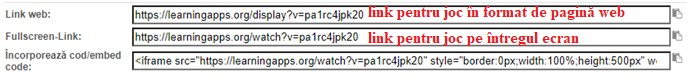 Link web: https://learningapps.org/display?v=pa1rc4jpk20 link pentru joc în format de pagină web
Fullscreen-Link: https://learningapps.org/watch?v=pa1rc4jpk20 link pentru joc pe întregul ecran
Încorporează cod/embed code: <iframe src="https://learningapps.org/watch?v=pa1rc4jpk20" style="border:0px;width:100%;height:500px" w